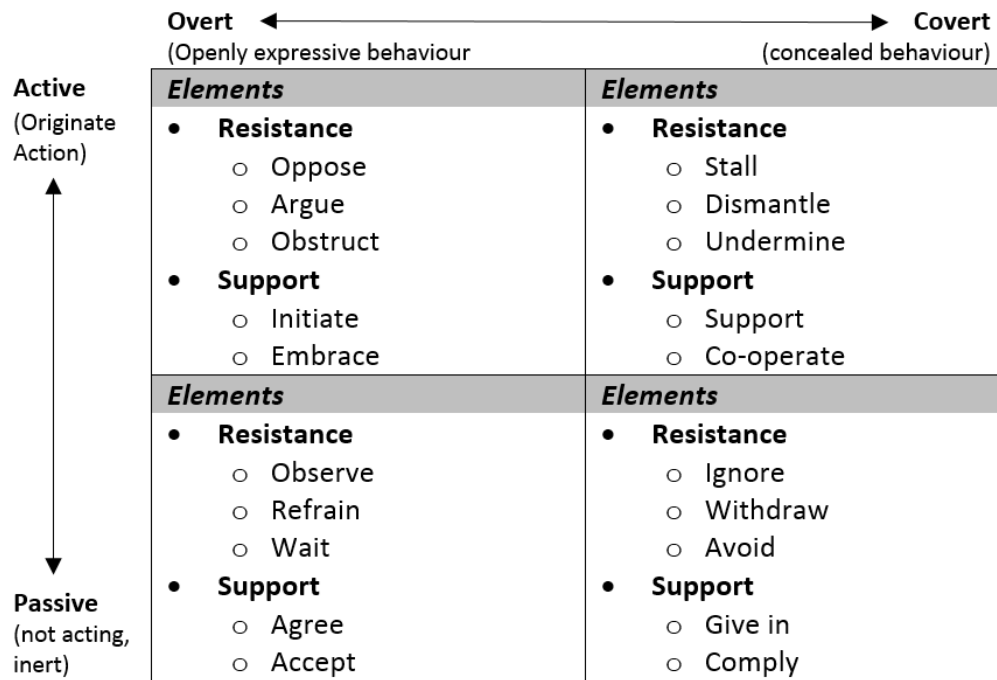 Overt Covert
(Openly expressive behaviour (concealed behaviour)
Active
(Originate
Action)
Elements
• Resistance
o Oppose
o Argue
o Obstruct
• Support
o Initiate
o Embrace
Elements
• Resistance
o Stall
o Dismantle
o Undermine
• Support
o Support
o Co-operate
Passive
(not acting,
inert)
Elements
• Resistance
o Observe
o Refrain
o Wait
• Support
o Agree
o Accept
Elements
• Resistance
o Ignore
o Withdraw
o Avoid
• Support
o Give in
o Comply